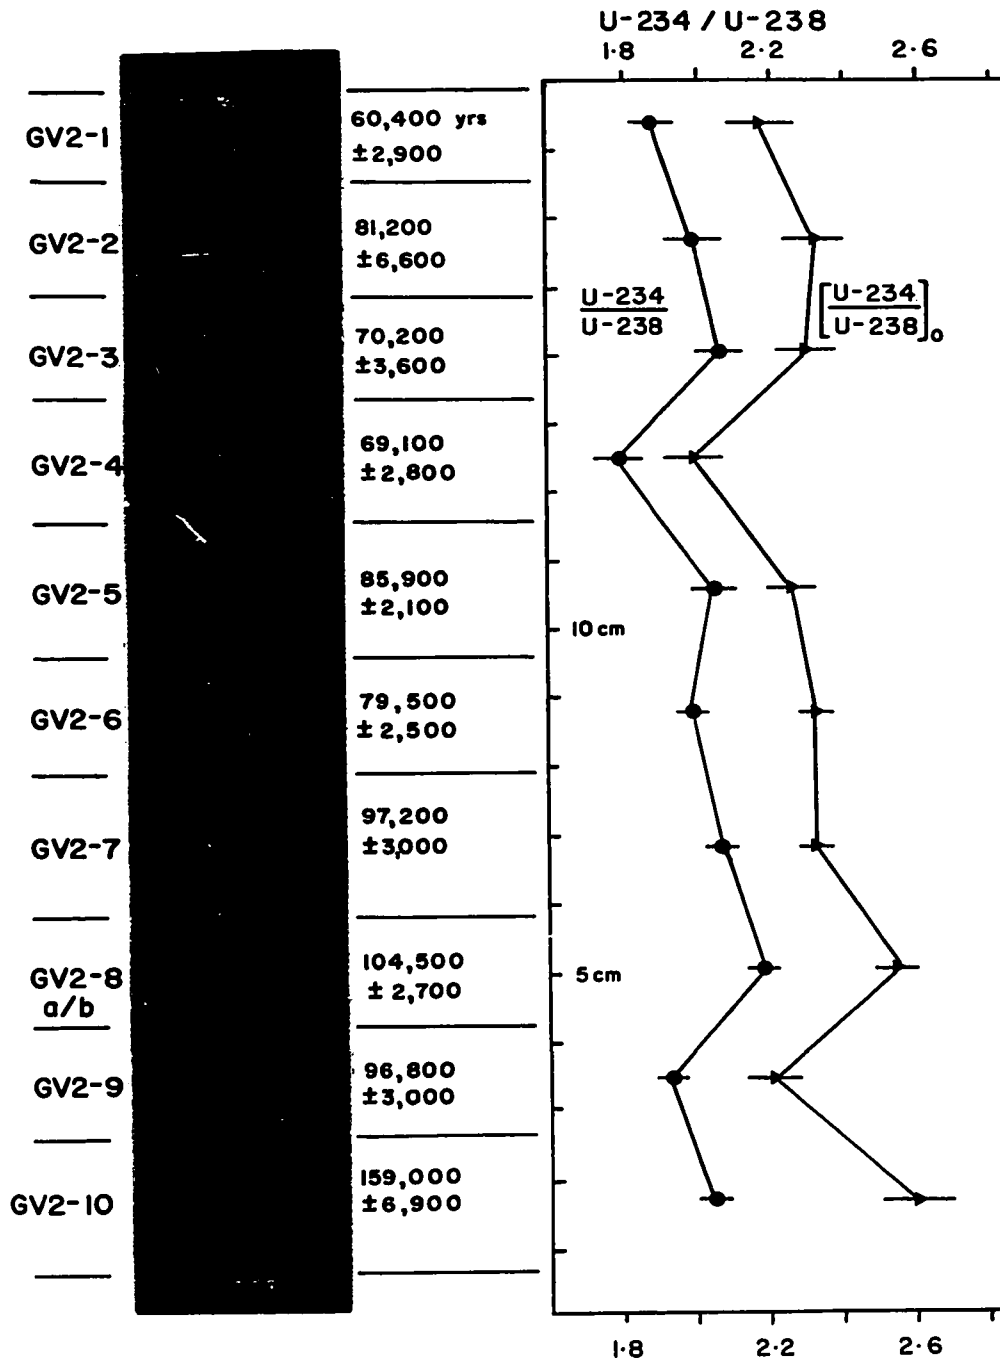 U-234 / U-238
1.8 2.2 2.6
GV2-1
60,400 yrs
±2,900
GV2-2
81,200
±6,600
U-234
U-238
[U-234
U-238]o
GV2-3
70,200
±3,600
GV2-4
69,100
±2,800
GV2-5
85,900
±2,100
10 cm
GV2-6
79,500
±2,500
GV2-7
97,200
±3,000
GV2-8
a/b
104,500
± 2,700
5 cm
GV2-9
96,800
±3,000
GV2-10
159,000
±6,900
1.8 2.2 2.6